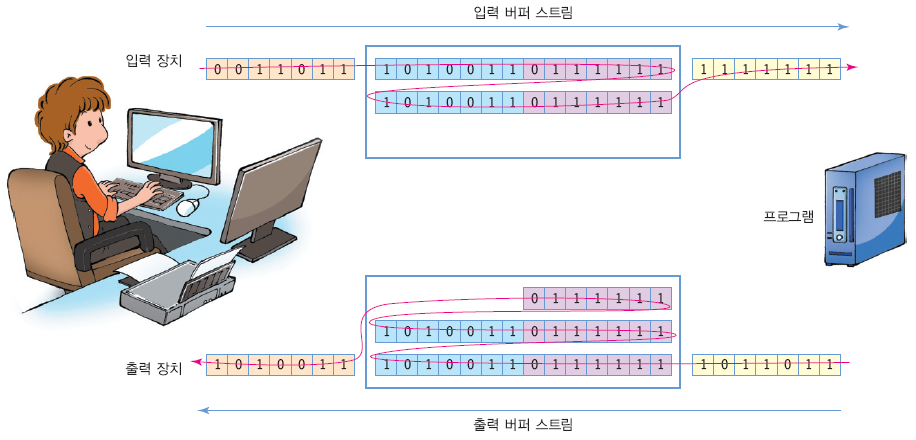 입력 버퍼 스트림
입력 장치
0 0 1 1 0 1 1
1 0 1 0 0 1 1 0 1 1 1 1 1 1
1 1 1 1 1 1 1
1 0 1 0 0 1 1 0 1 1 1 1 1 1
프로그램
0 1 1 1 1 1 1
1 0 1 0 0 1 1 0 1 1 1 1 1 1
출력 장치
1 0 1 0 0 1 1
1 0 1 0 0 1 1 0 1 1 1 1 1 1
1 0 1 1 0 1 1
출력 버퍼 스트림